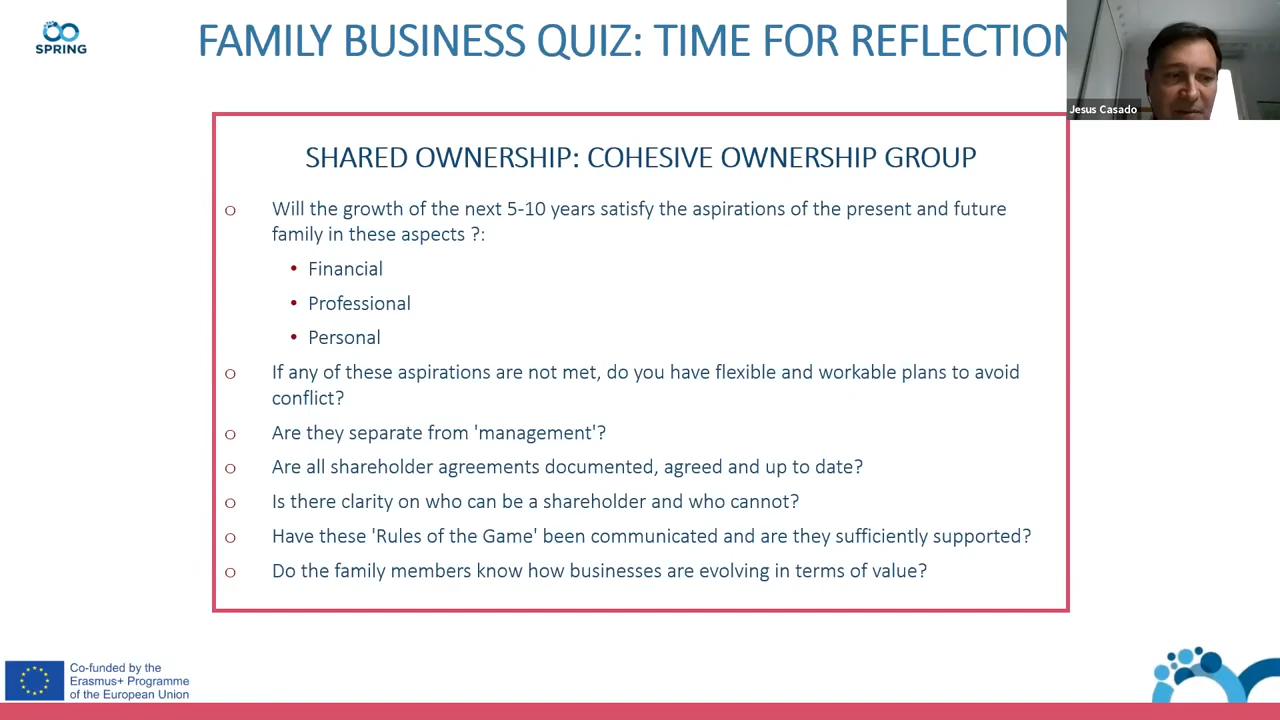 SPRING
FAMILY BUSINESS QUIZ: TIME FOR REFLECTION
Jesus Casado
SHARED OWNERSHIP: COHESIVE OWNERSHIP GROUP
o Will the growth of the next 5-10 years satisfy the aspirations of the present and future
family in these aspects ?:
• Financial
• Professional
• Personal
o If any of these aspirations are not met, do you have flexible and workable plans to avoid
conflict?
o Are they separate from 'management'?
o Are all shareholder agreements documented, agreed and up to date?
o Is there clarity on who can be a shareholder and who cannot?
o Have these 'Rules of the Game' been communicated and are they sufficiently supported?
o Do the family members know how businesses are evolving in terms of value?
Co-funded by the
Erasmus+ Programme
of the European Union